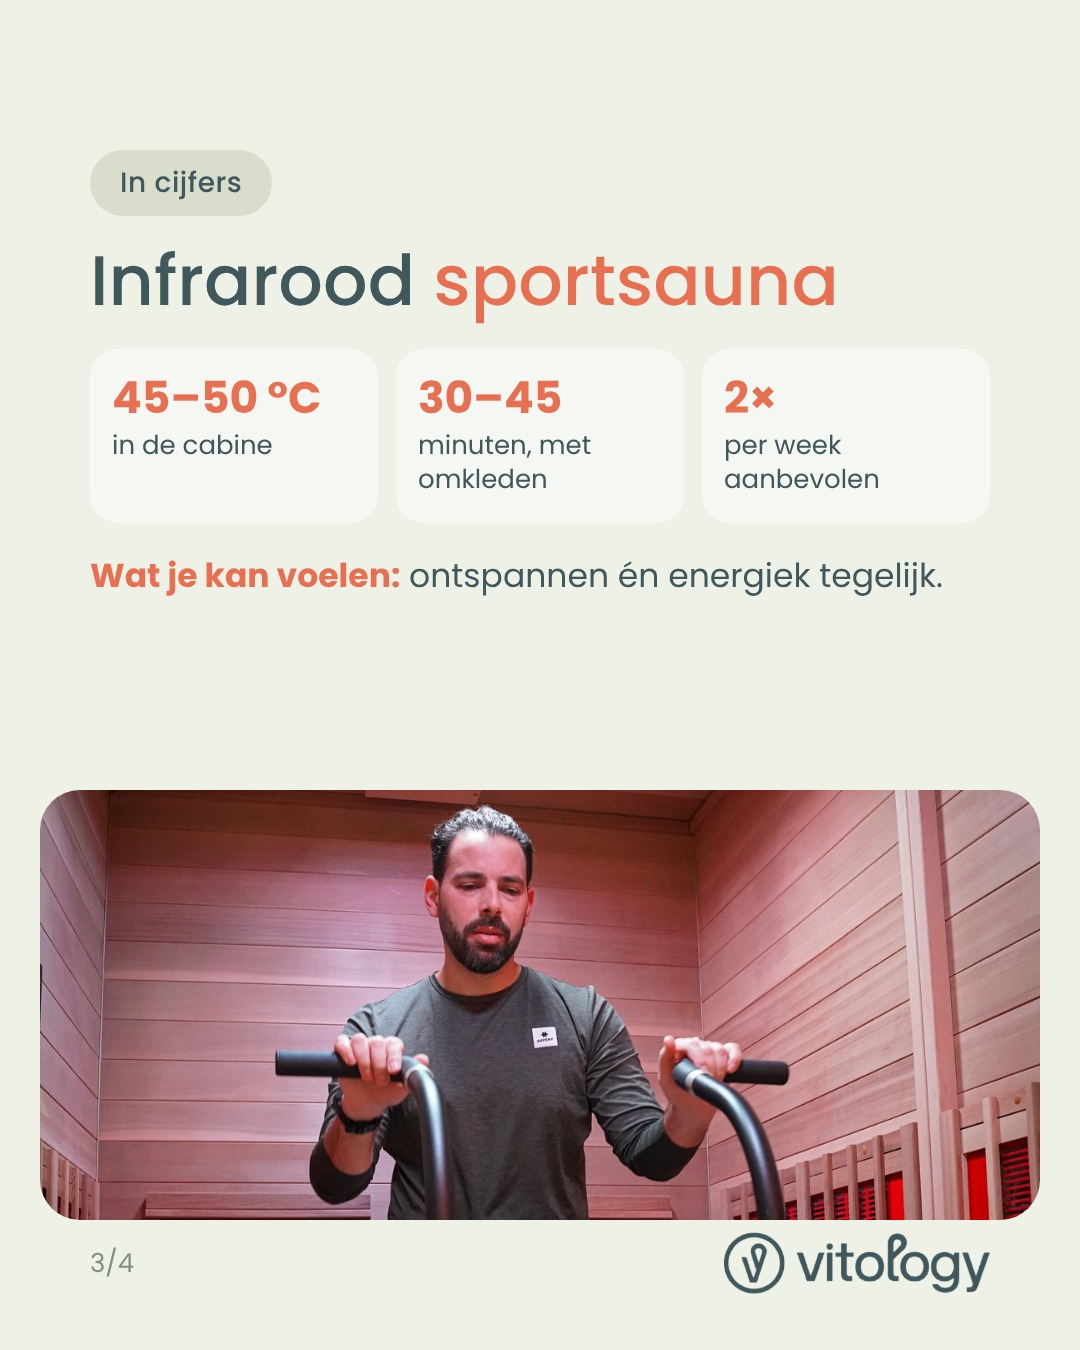 In cijfers
Infrarood sportsauna
45–50 °C
in de cabine
30–45
minuten, met
omkleden
2×
per week
aanbevolen
Wat je kan voelen: ontspannen én energiek tegelijk.
3/4
vitology